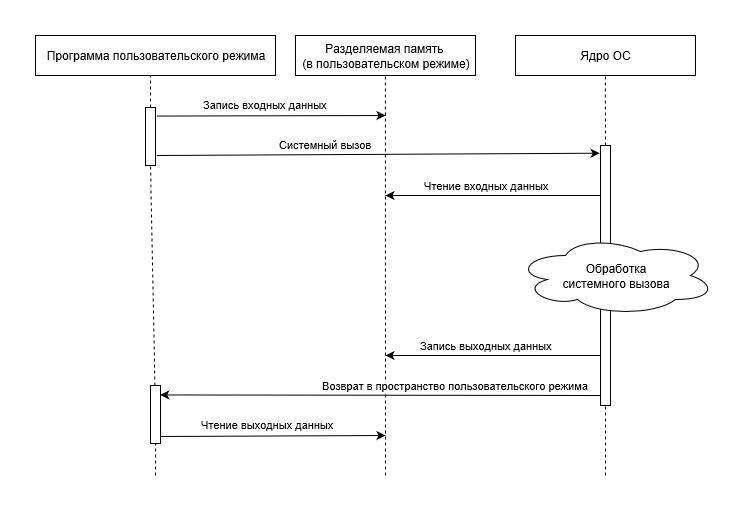 Программа пользовательского режима
Разделяемая память
(в пользовательском режиме)
Ядро ОС
Запись входных данных
Системный вызов
Чтение входных данных
Обработка
системного вызова
Запись выходных данных
Возврат в пространство пользовательского режима
Чтение выходных данных